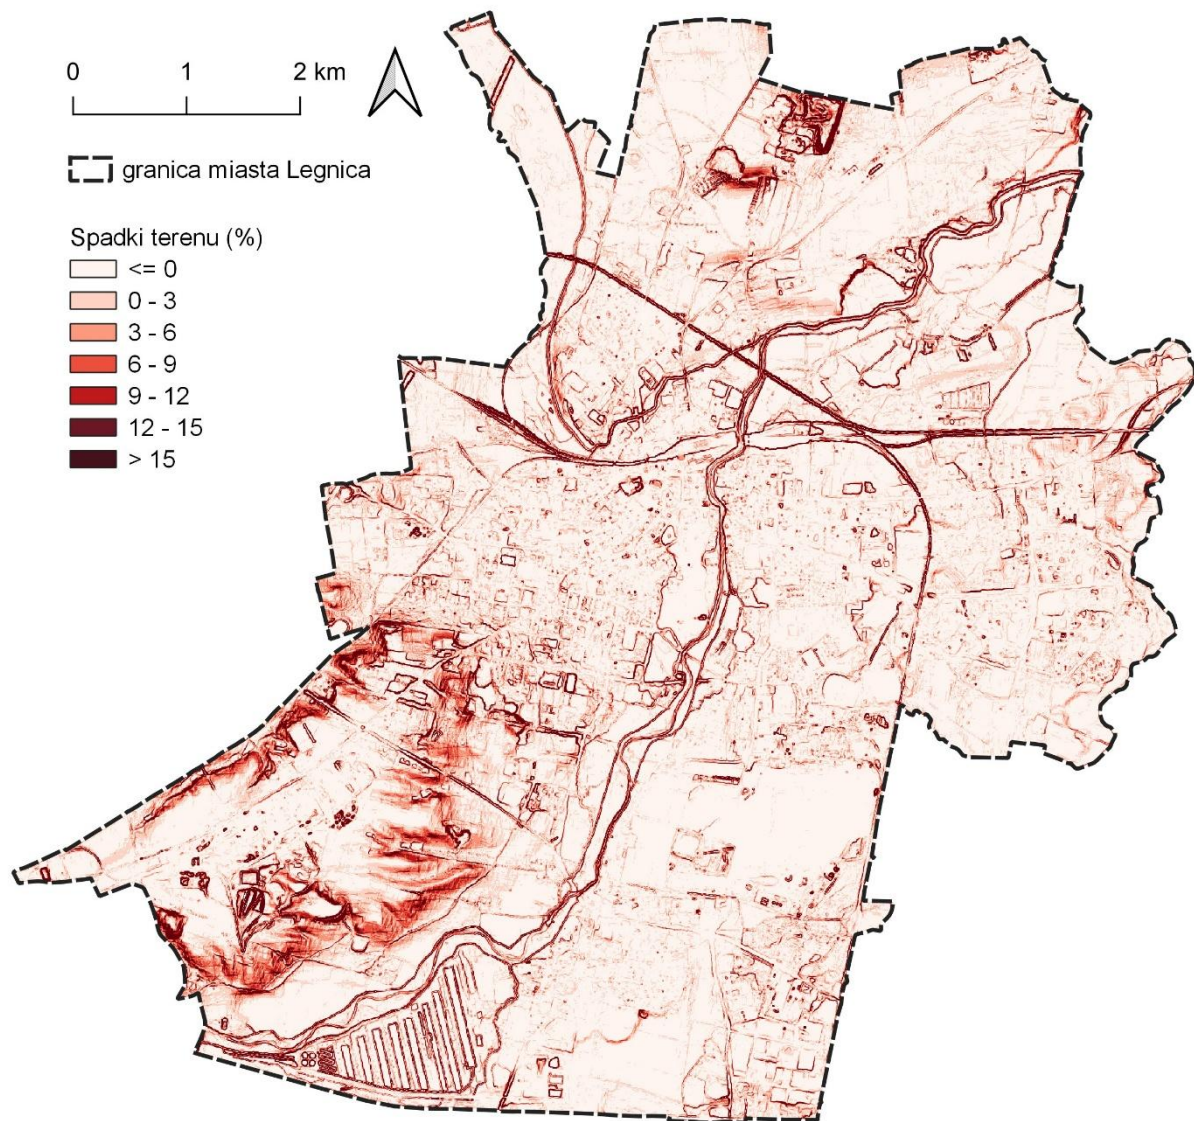 0 1 2 km
granica miasta Legnica
Spadki terenu (%)
<= 0
0 - 3
3 - 6
6 - 9
9 - 12
12 - 15
> 15